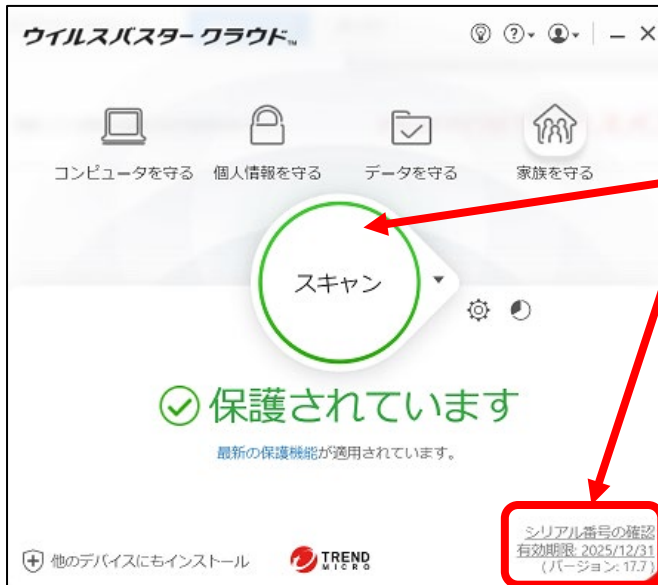 ウイルスバスター クラウド™
コンピュータを守る 個人情報を守る データを守る 家族を守る
スキャン
保護されています
最新の保護機能が適用されています。
シリアル番号の確認
有効期限: 2025/12/31
(バージョン: 17.7)
他のデバイスにもインストール
TREND
MICRO